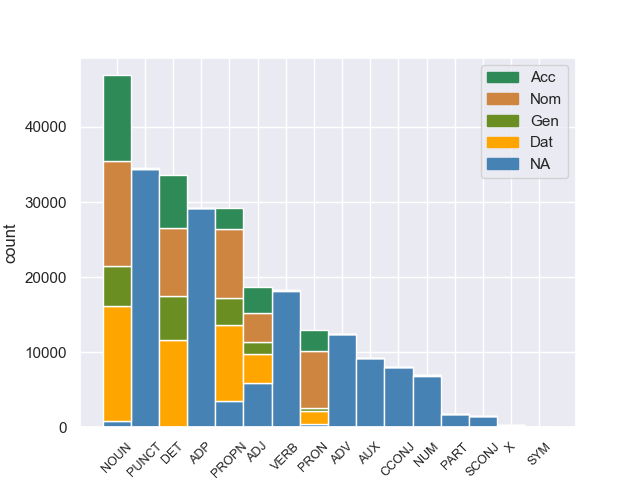 Acc
Nom
Gen
Dat
NA
count
40000
30000
20000
10000
0
NOUN
PUNCT
DET
ADP
PROPN
ADJ
VERB
PRON
ADV
AUX
CCONJ
NUM
PART
SCONJ
X
SYM